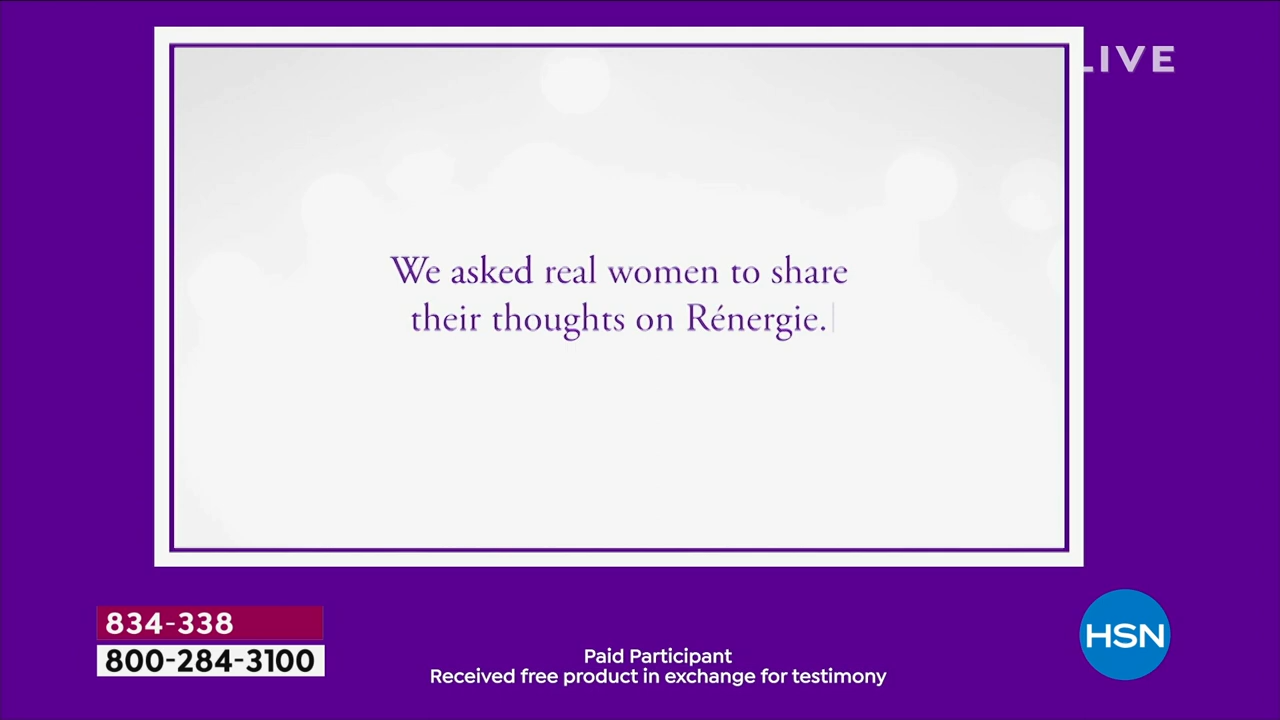 LIVE
We asked real women to share
their thoughts on Rénergie.
834-338
800-284-3100
Paid Participant
Received free product in exchange for testimony
HSN